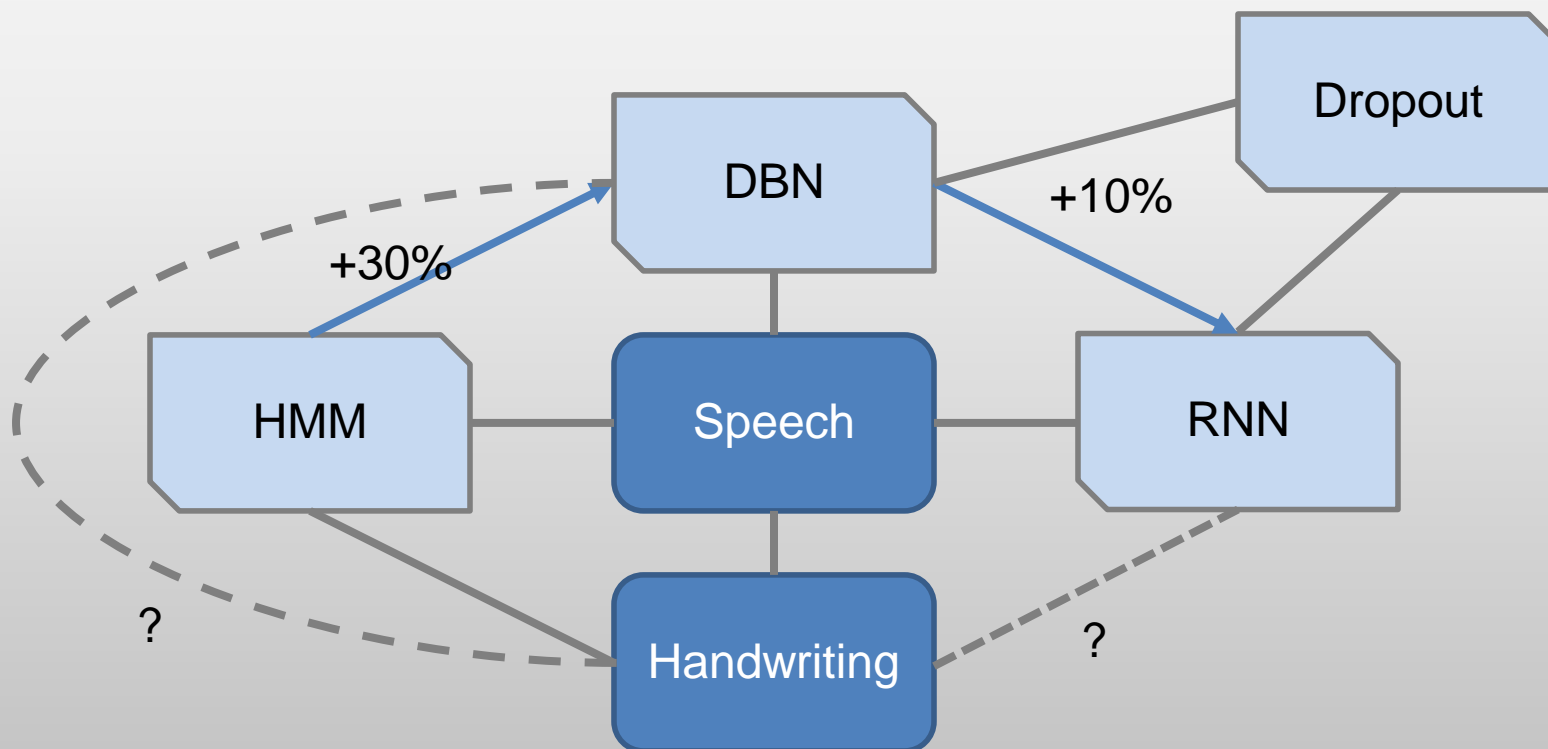 Dropout
DBN
+10%
+30%
HMM
Speech
RNN
?
?
Handwriting